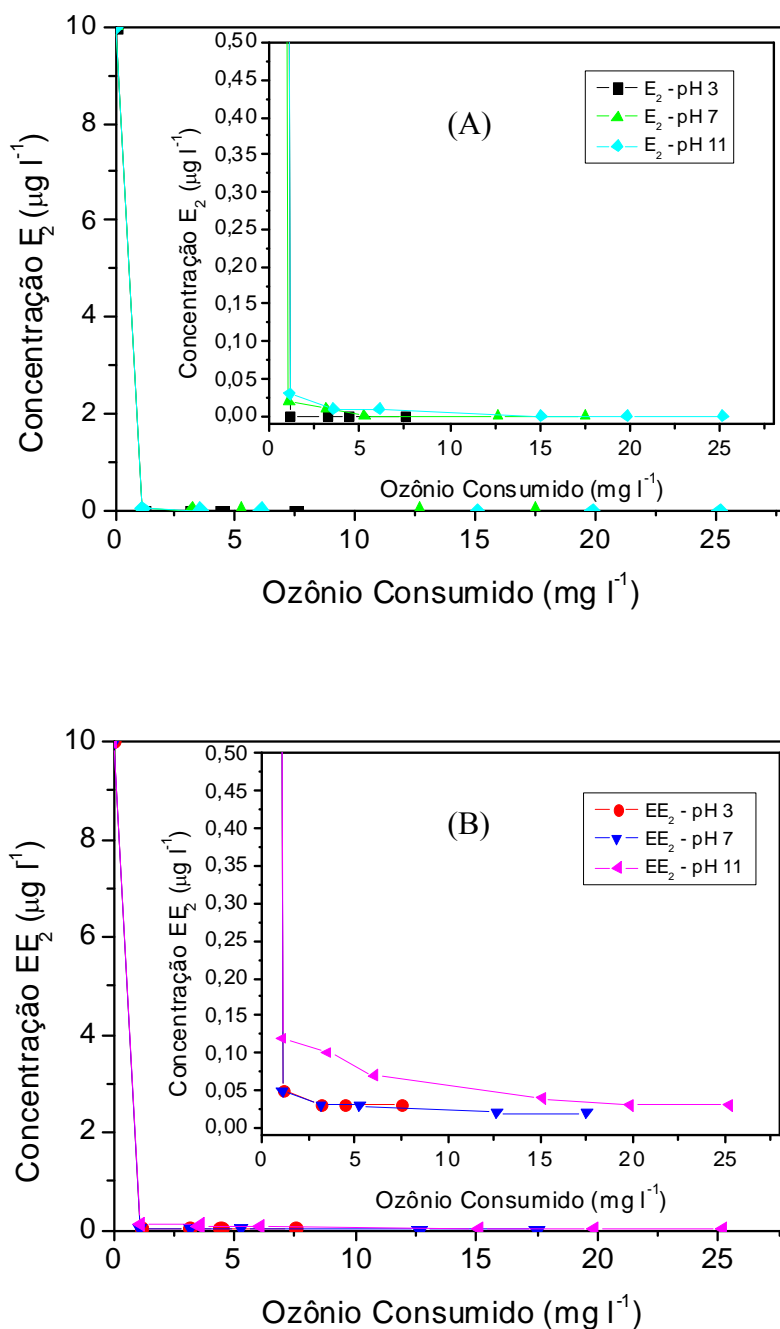 10
8
6
4
2
0
Concentração E₂ (μg l⁻¹)
0,50
0,45
0,40
0,35
0,30
0,25
0,20
0,15
0,10
0,05
0,00
Concentração E₂ (μg l⁻¹)
(A)
E₂ - pH 3
E₂ - pH 7
E₂ - pH 11
0 5 10 15 20 25
Ozônio Consumido (mg l⁻¹)
0 5 10 15 20 25
Ozônio Consumido (mg l⁻¹)
10
8
6
4
2
0
Concentração EE₂ (μg l⁻¹)
0,50
0,45
0,40
0,35
0,30
0,25
0,20
0,15
0,10
0,05
0,00
Concentração EE₂ (μg l⁻¹)
(B)
EE₂ - pH 3
EE₂ - pH 7
EE₂ - pH 11
0 5 10 15 20 25
Ozônio Consumido (mg l⁻¹)
0 5 10 15 20 25
Ozônio Consumido (mg l⁻¹)